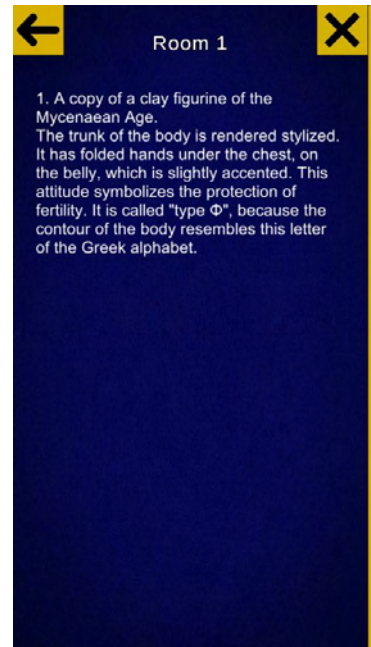 Room 1
1. A copy of a clay figurine of the
Mycenaean Age.
The trunk of the body is rendered stylized.
It has folded hands under the chest, on
the belly, which is slightly accented. This
attitude symbolizes the protection of
fertility. It is called "type Φ", because the
contour of the body resembles this letter
of the Greek alphabet.